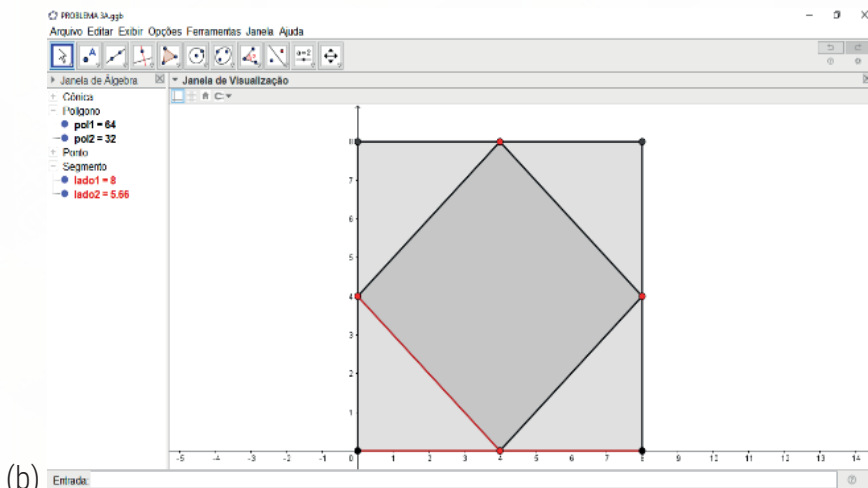 PROBLEMA 3A.ggb
Arquivo Editar Exibir Opções Ferramentas Janela Ajuda
A
a=2
Janela de Álgebra
Janela de Visualização
Cônica
Polígono
pol1 = 64
pol2 = 32
Ponto
Segmento
lado1 = 8
lado2 = 5.66
8
7
6
5
4
3
2
1
-5 -4 -3 -2 -1 0 1 2 3 4 5 6 7 8 9 10 11 12 13 14
(b) Entrada: